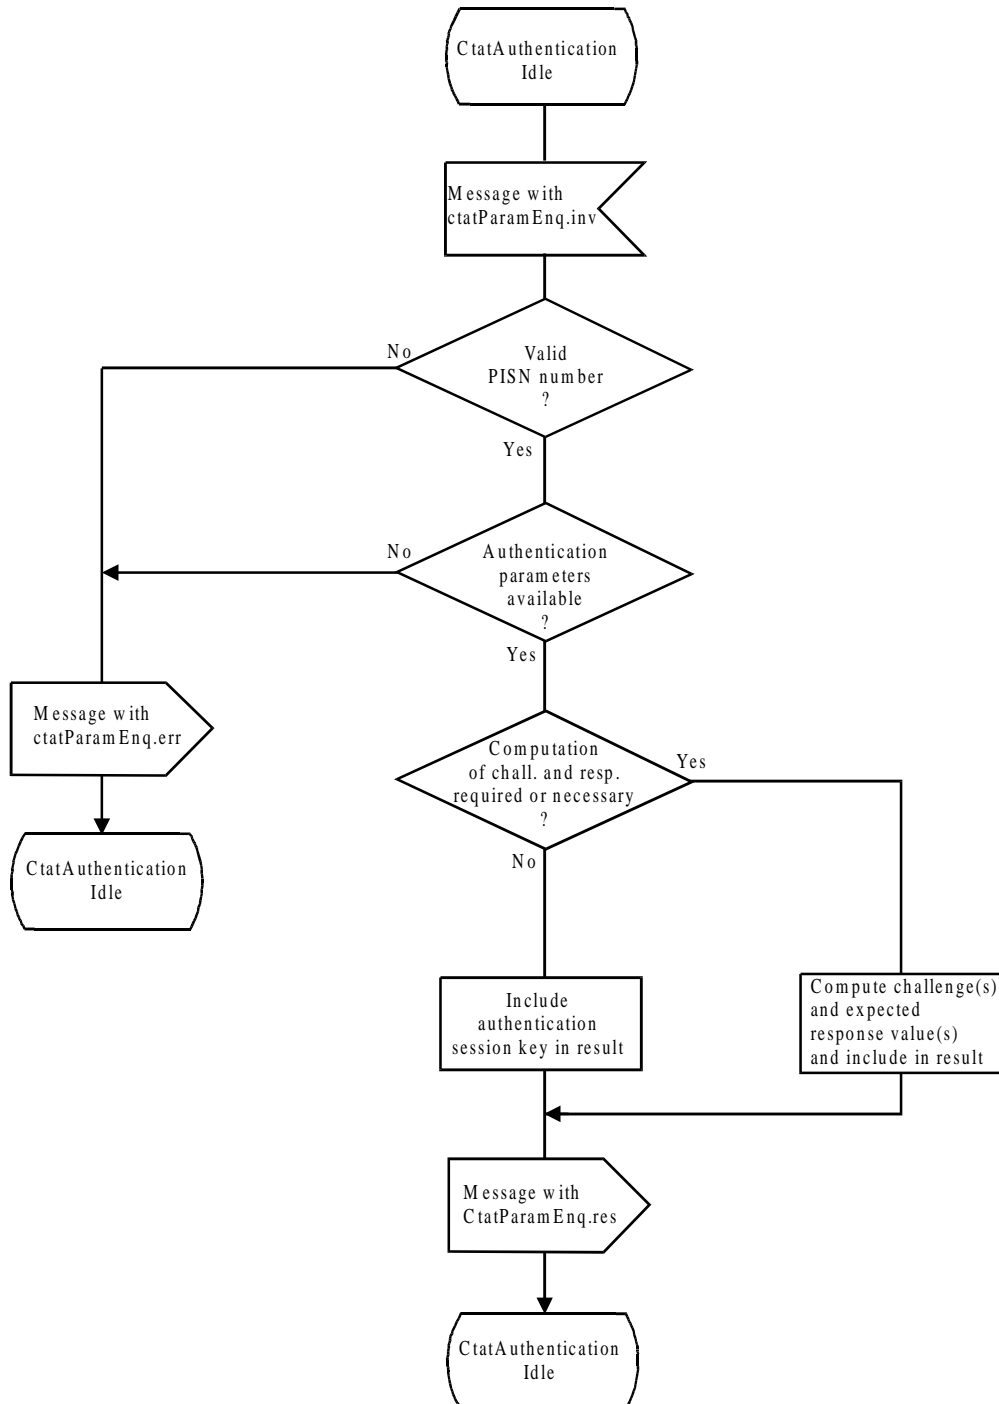 CtatAuthentication
Idle
Message with
ctatParamEnq.inv
No
Valid
PISN number
?
Yes
No
Authentication
parameters
available
?
Yes
Message with
ctatParamEnq.err
Computation
of chall. and resp.
required or necessary
?
Yes
No
CtatAuthentication
Idle
Include
authentication
session key in result
Compute challenge(s)
and expected
response value(s)
and include in result
Message with
CtatParamEnq.res
CtatAuthentication
Idle